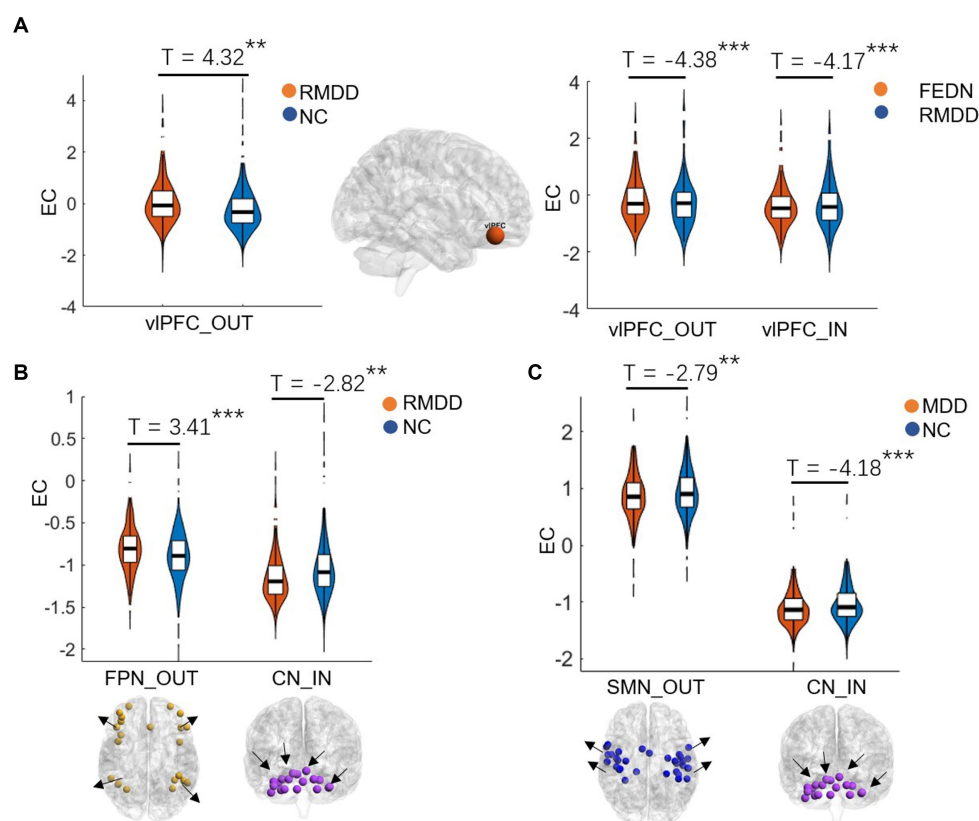 A
T = 4.32**
RMDD
NC
4
2
0
-2
-4
EC
vlPFC_OUT
vlPFC
T = -4.38***
T = -4.17***
FEDN
RMDD
4
2
0
-2
-4
EC
vlPFC_OUT
vlPFC_IN
B
T = 3.41***
T = -2.82**
RMDD
NC
1
0.5
0
-0.5
-1
-1.5
-2
EC
FPN_OUT
CN_IN
C
T = -2.79**
T = -4.18***
MDD
NC
2
1
0
-1
-2
EC
SMN_OUT
CN_IN